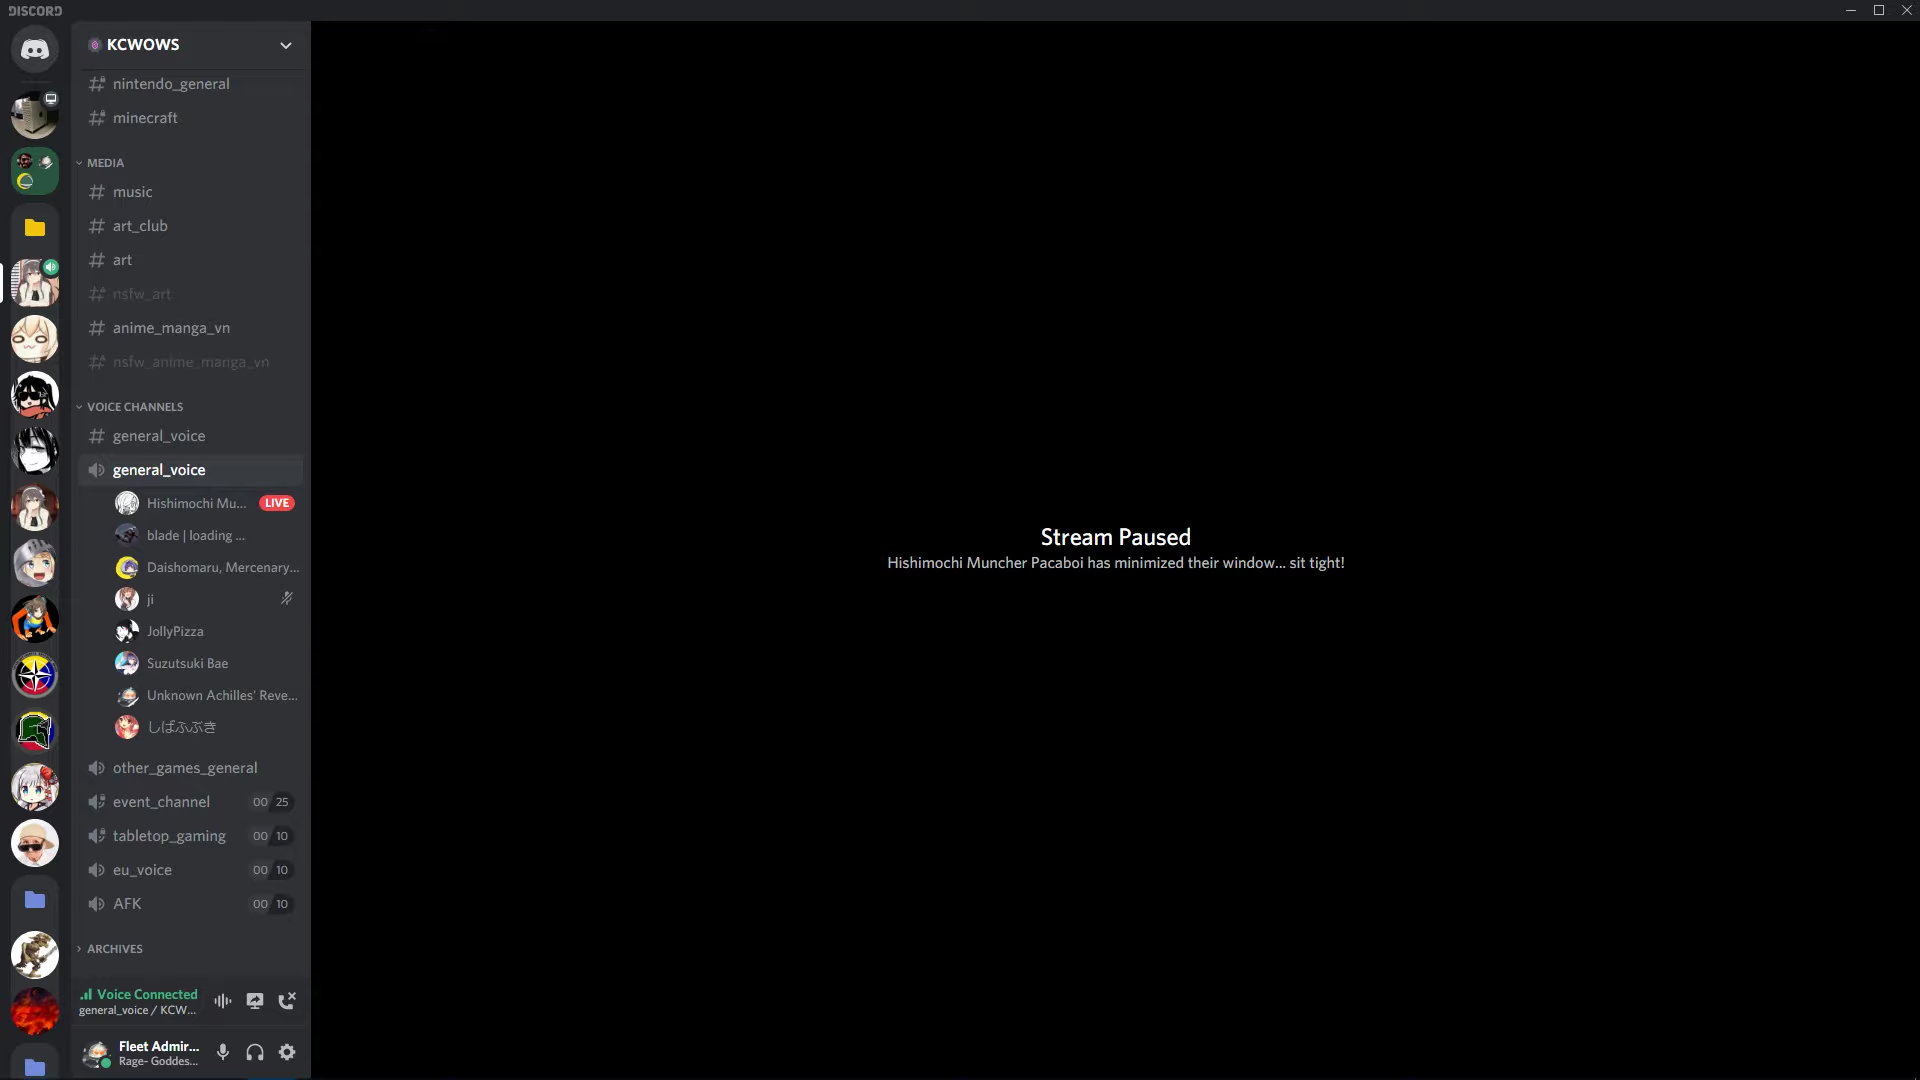 DISCORD
KCWOWS
nintendo_general
minecraft
MEDIA
music
art_club
art
nsfw_art
anime_manga_vn
nsfw_anime_manga_vn
VOICE CHANNELS
general_voice
general_voice
Hishimochi Mu... LIVE
blade | loading ...
Daishomaru, Mercenary...
ji
JollyPizza
Suzutsuki Bae
Unknown Achilles' Reve...
しばふぶき
other_games_general
event_channel 00 25
tabletop_gaming 00 10
eu_voice 00 10
AFK 00 10
ARCHIVES
Voice Connected
general_voice / KCW...
Fleet Admir...
Rage- Goddes...
Stream Paused
Hishimochi Muncher Pacaboi has minimized their window... sit tight!